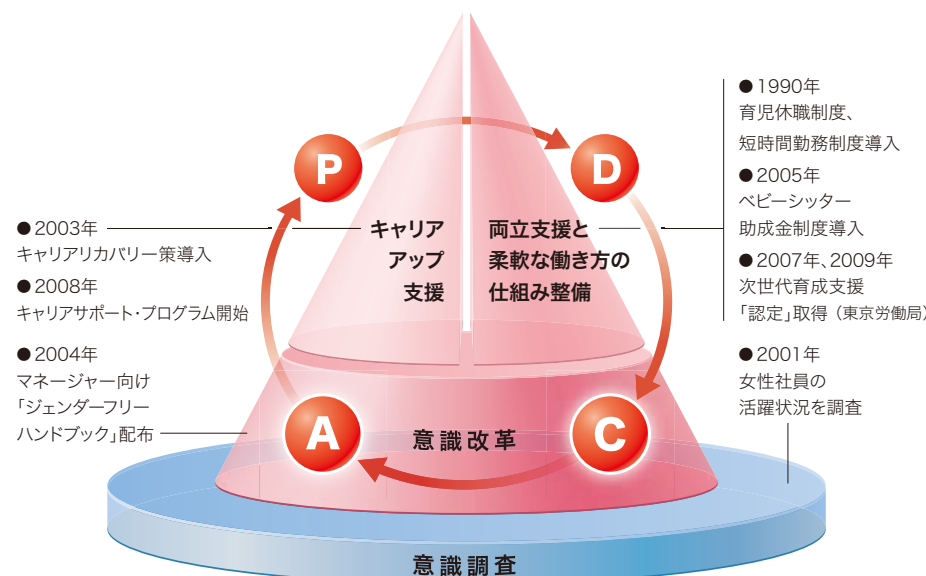 P
D
C
A
キャリア
アップ
支援
両立支援と
柔軟な働き方の
仕組み整備
意識改革
意識調査
● 2003年
キャリアリカバリー策導入
● 2008年
キャリアサポート・プログラム開始
● 2004年
マネージャー向け
「ジェンダーフリー
ハンドブック」配布
● 1990年
育児休職制度、
短時間勤務制度導入
● 2005年
ベビーシッター
助成金制度導入
● 2007年、2009年
次世代育成支援
「認定」取得（東京労働局）
● 2001年
女性社員の
活躍状況を調査